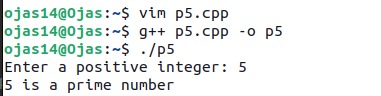 ojas14@Ojas:~$ vim p5.cpp
ojas14@Ojas:~$ g++ p5.cpp -o p5
ojas14@Ojas:~$ ./p5
Enter a positive integer: 5
5 is a prime number